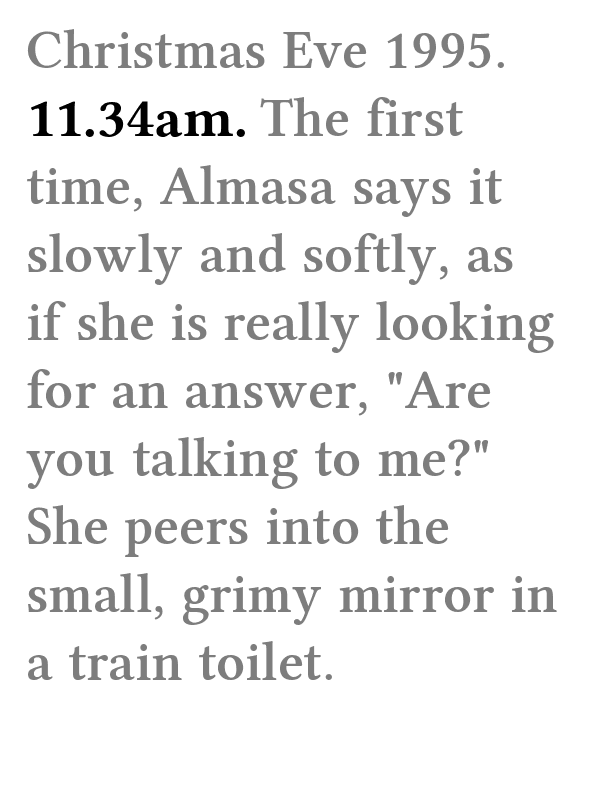 Christmas Eve 1995.
11.34am. The first
time, Almasa says it
slowly and softly, as
if she is really looking
for an answer, "Are
you talking to me?"
She peers into the
small, grimy mirror in
a train toilet.